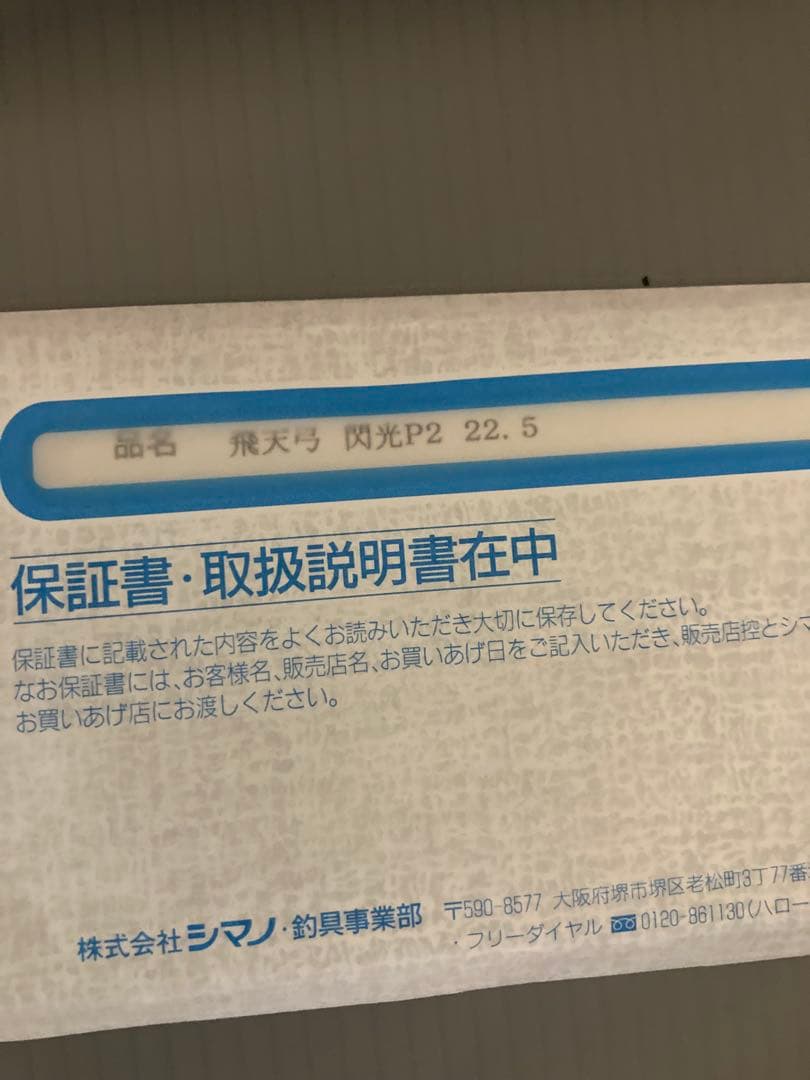 品名 飛天弓 閃光P2 22.5
保証書・取扱説明書在中
保証書に記載された内容をよくお読みいただき大切に保存してください。
なお保証書には、お客様名、販売店名、お買いあげ日をご記入いただき、販売店控とシマ
お買いあげ店にお渡しください。
株式会社 シマノ・釣具事業部
〒590-8577 大阪府堺市堺区老松町3丁77番
・フリーダイヤル 0120-861130(ハロー